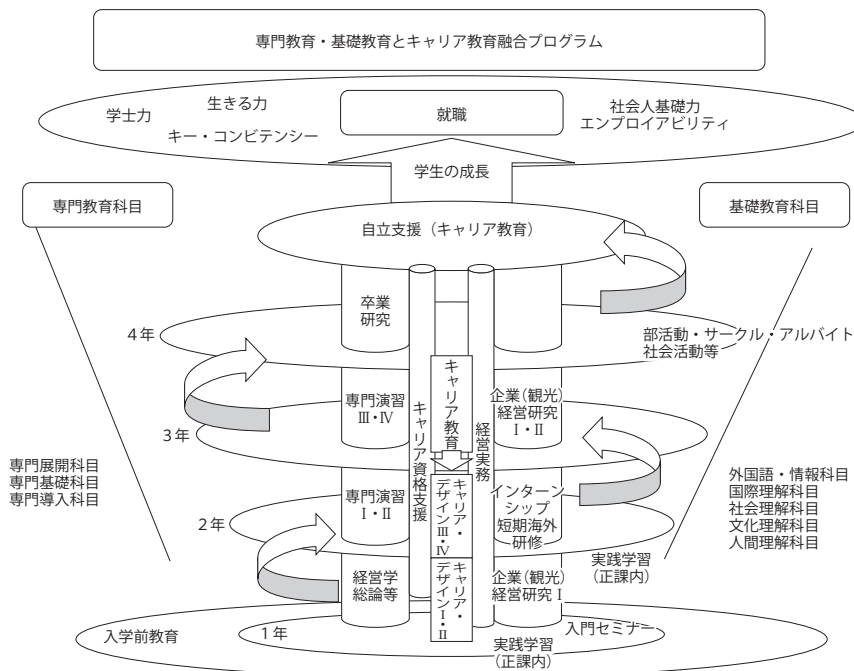 専門教育・基礎教育とキャリア教育融合プログラム
学士力
生きる力
キー・コンピテンシー
就職
社会人基礎力
エンプロイアビリティ
学生の成長
専門教育科目
基礎教育科目
自立支援（キャリア教育）
卒業
研究
4年
部活動・サークル・アルバイト
社会活動等
キャリア教育
専門演習
Ⅲ・Ⅳ
キャリア資格支援
経営実務
企業（観光）
経営研究
Ⅰ・Ⅱ
3年
専門展開科目
専門基礎科目
専門導入科目
外国語・情報科目
国際理解科目
社会理解科目
文化理解科目
人間理解科目
専門演習
Ⅰ・Ⅱ
キャリア・
デザインⅢ・Ⅳ
インターン
シップ
短期海外
研修
2年
実践学習
（正課内）
経営学
総論等
キャリア・
デザインⅠ・Ⅱ
企業（観光）
経営研究Ⅰ
入学前教育
1年
入門セミナー
実践学習
（正課内）